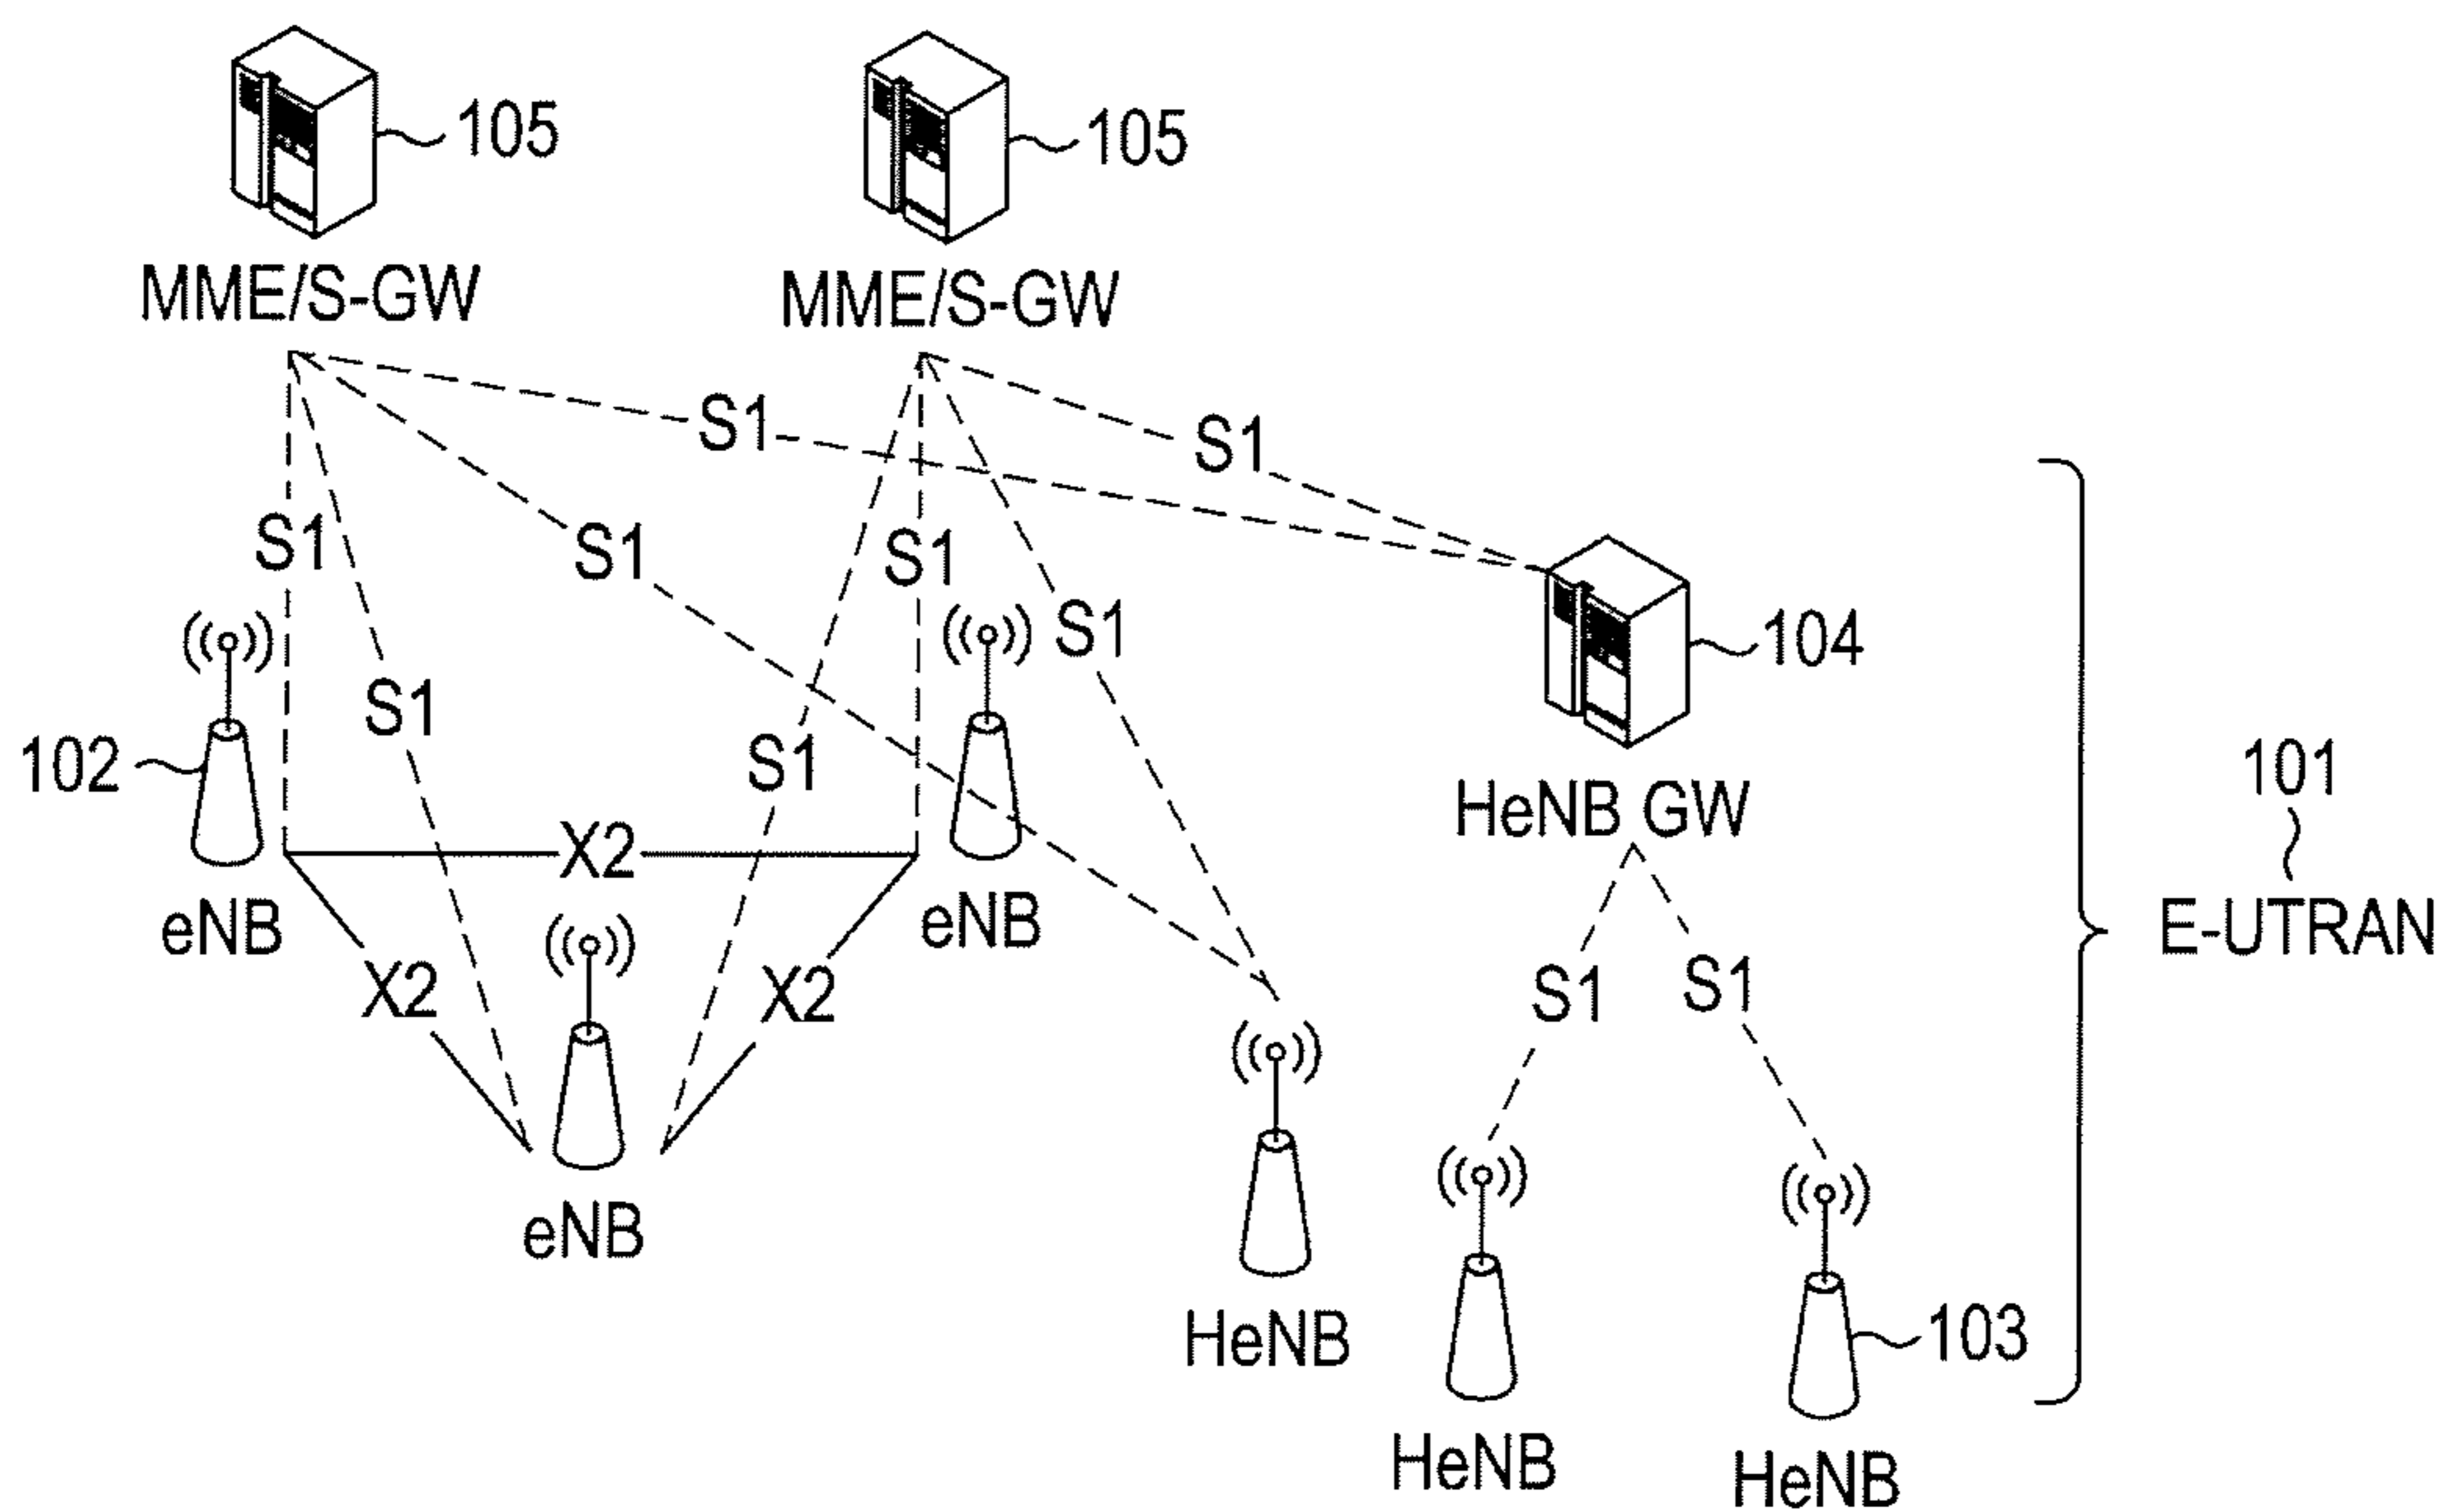 105
105
MME/S-GW
MME/S-GW
S1
S1
S1
S1
S1
S1
104
S1
S1
102
101
HeNB GW
X2
eNB
eNB
E-UTRAN
X2
X2
S1
S1
eNB
HeNB
103
HeNB
HeNB